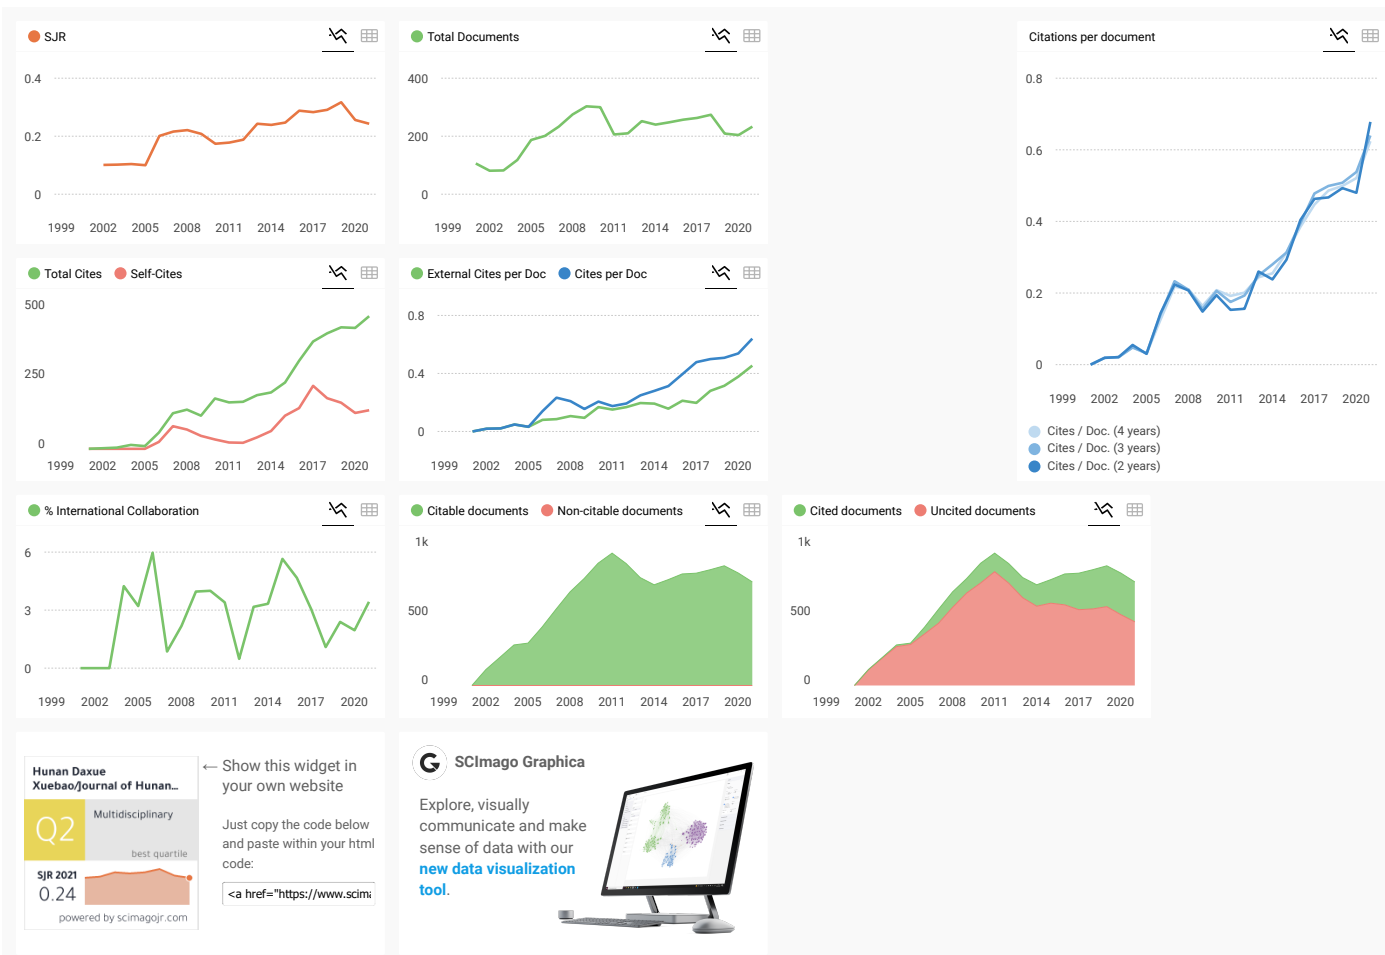 SJR
0.4
0.2
0
1999 2002 2005 2008 2011 2014 2017 2020
Total Documents
400
200
0
1999 2002 2005 2008 2011 2014 2017 2020
Citations per document
0.8
0.6
0.4
0.2
0
1999 2002 2005 2008 2011 2014 2017 2020
Cites / Doc. (4 years)
Cites / Doc. (3 years)
Cites / Doc. (2 years)
Total Cites Self-Cites
500
250
0
1999 2002 2005 2008 2011 2014 2017 2020
External Cites per Doc Cites per Doc
0.8
0.4
0
1999 2002 2005 2008 2011 2014 2017 2020
% International Collaboration
6
3
0
1999 2002 2005 2008 2011 2014 2017 2020
Citable documents Non-citable documents
1k
500
0
1999 2002 2005 2008 2011 2014 2017 2020
Cited documents Uncited documents
1k
500
0
1999 2002 2005 2008 2011 2014 2017 2020
Hunan Daxue
Xuebao/Journal of Hunan...
Q2
Multidisciplinary
best quartile
SJR 2021
0.24
powered by scimagojr.com
← Show this widget in
your own website
Just copy the code below
and paste within your html
code:
<a href="https://www.scima
G SCImago Graphica
Explore, visually
communicate and make
sense of data with our
new data visualization
tool.